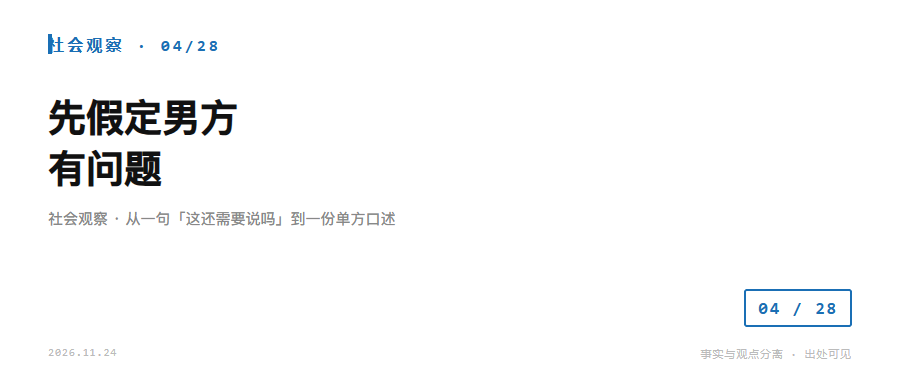 社会观察 · 04/28
先假定男方
有问题
社会观察 · 从一句「这还需要说吗」到一份单方口述
04 / 28
2026.11.24
事实与观点分离 · 出处可见